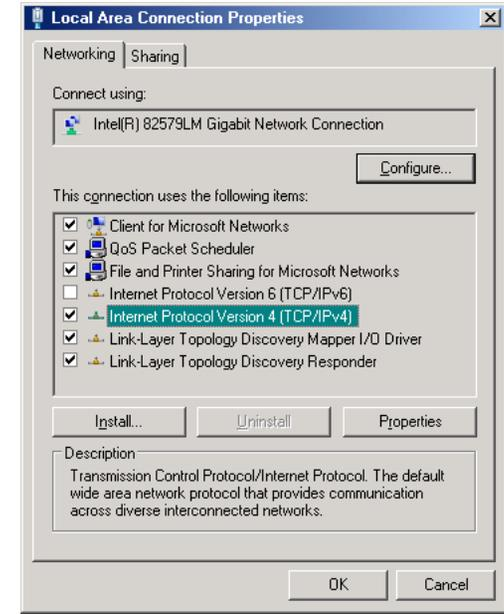 Local Area Connection Properties
Networking
Sharing
Connect using:
Intel(R) 82579LM Gigabit Network Connection
Configure...
This connection uses the following items:
Client for Microsoft Networks
QoS Packet Scheduler
File and Printer Sharing for Microsoft Networks
Internet Protocol Version 6 (TCP/IPv6)
Internet Protocol Version 4 (TCP/IPv4)
Link-Layer Topology Discovery Mapper I/O Driver
Link-Layer Topology Discovery Responder
Install...
Uninstall
Properties
Description
Transmission Control Protocol/Internet Protocol. The default
wide area network protocol that provides communication
across diverse interconnected networks.
OK
Cancel